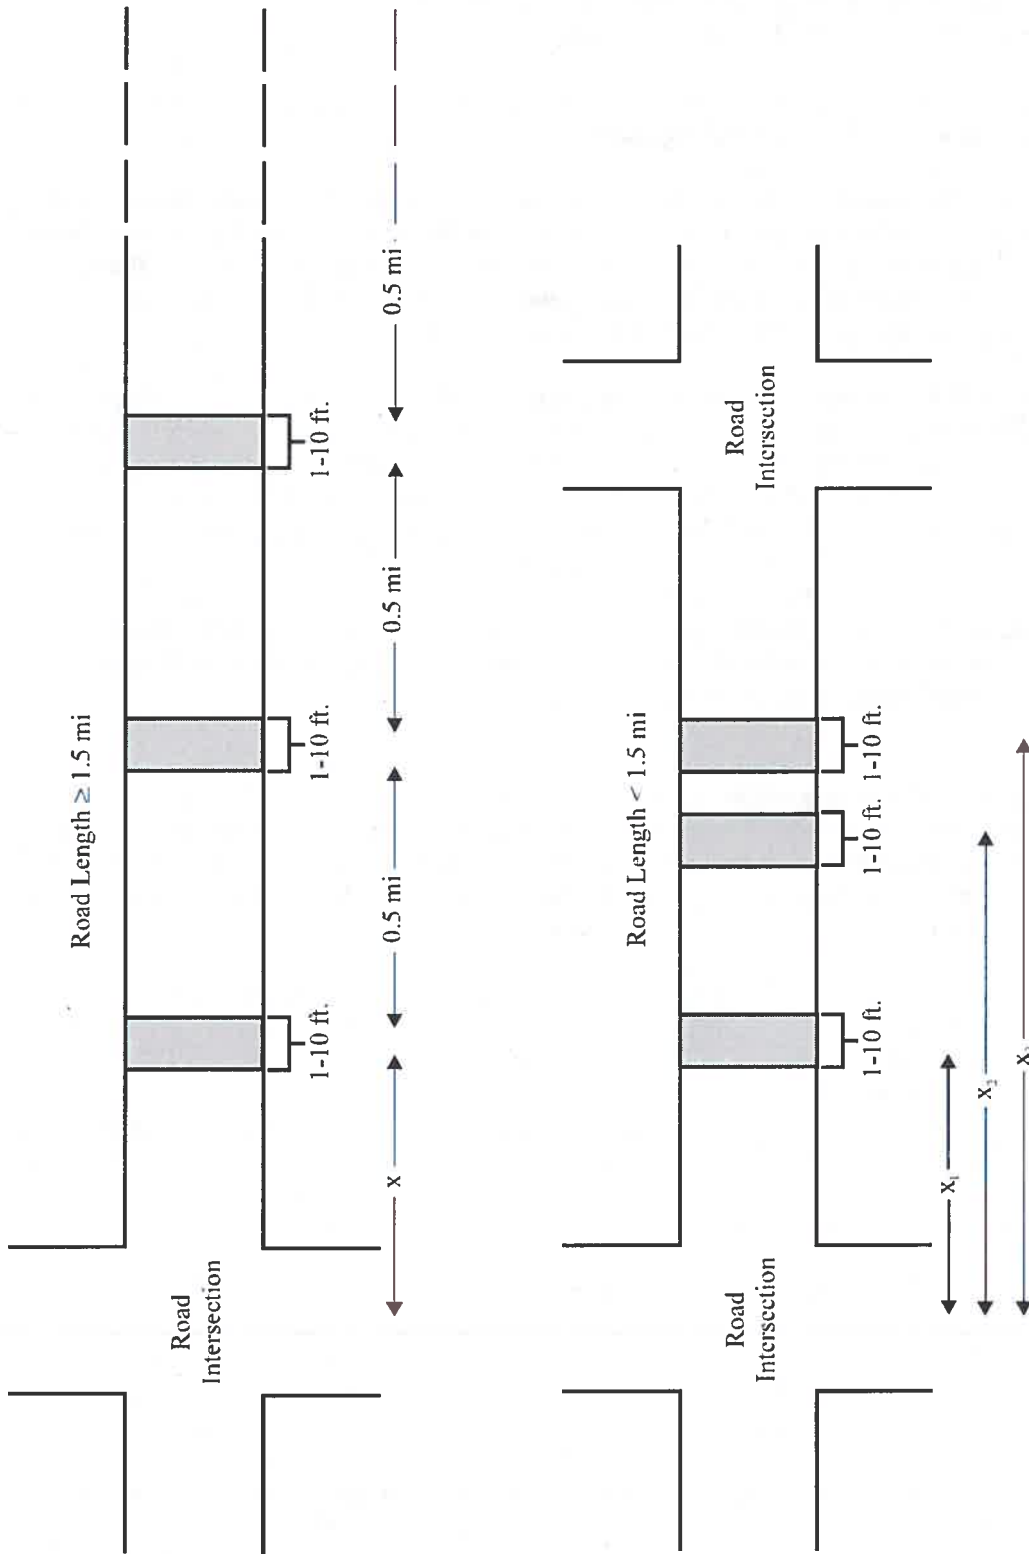 Road Length ≥ 1.5 mi
Road
Intersection
1-10 ft.
1-10 ft.
1-10 ft.
x
0.5 mi
0.5 mi
0.5 mi
Road Length < 1.5 mi
Road
Intersection
Road
Intersection
1-10 ft.
1-10 ft.
1-10 ft.
x₁
x₂